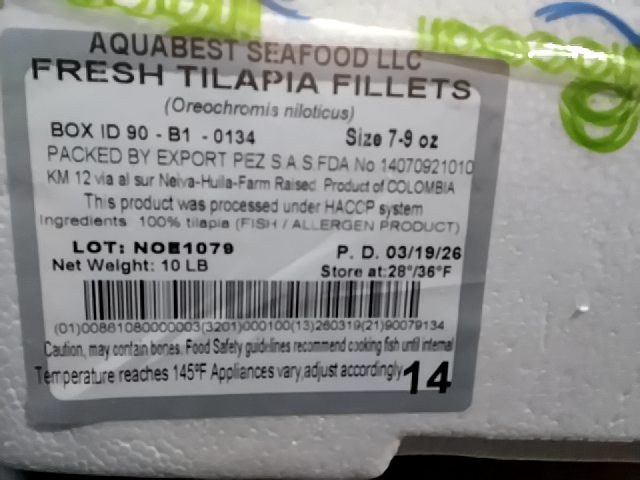 AQUABEST SEAFOOD LLC
FRESH TILAPIA FILLETS
(Oreochromis niloticus)
BOX ID 90 - B1 - 0134 Size 7-9 oz
PACKED BY EXPORT PEZ S.A.S.FDA No 14070921010
KM 12 via al sur Neiva-Huila-Farm Raised. Product of COLOMBIA
This product was processed under HACCP system
Ingredients: 100% tilapia (FISH / ALLERGEN PRODUCT)
LOT: NOE1079 P. D. 03/19/26
Net Weight: 10 LB Store at:28°/36°F
(01)00861080000003(3201)000100(13)260319(21)90079134
Caution, may contain bones. Food Safety guidelines recommend cooking fish until internal
Temperature reaches 145°F Appliances vary,adjust accordingly 14